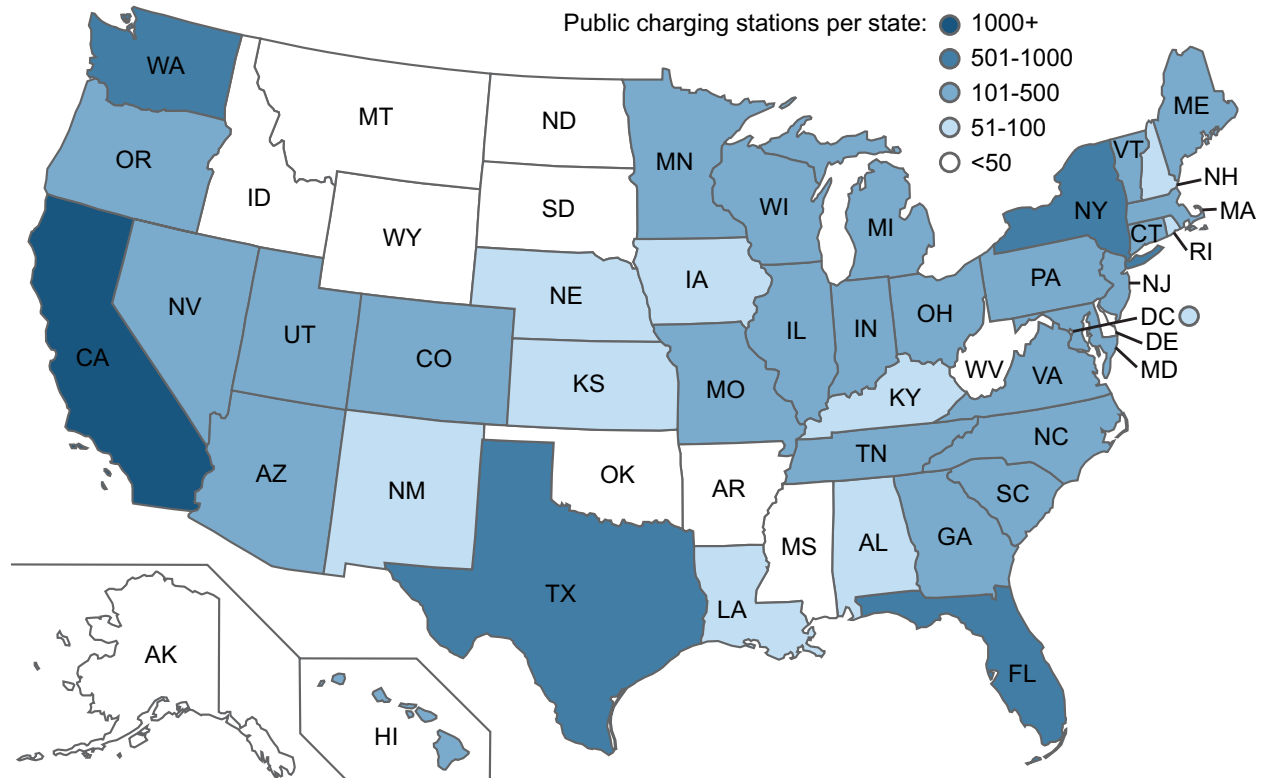 Public charging stations per state:
1000+
501-1000
101-500
51-100
<50
WA
MT
ND
MN
ME
VT
OR
ID
SD
WI
MI
NY
NH
MA
CT
RI
WY
IA
NE
PA
NJ
NV
UT
CO
IL
IN
OH
DC
DE
MD
CA
KS
MO
WV
VA
KY
AZ
NM
OK
AR
TN
NC
SC
MS
AL
GA
TX
LA
FL
AK
HI